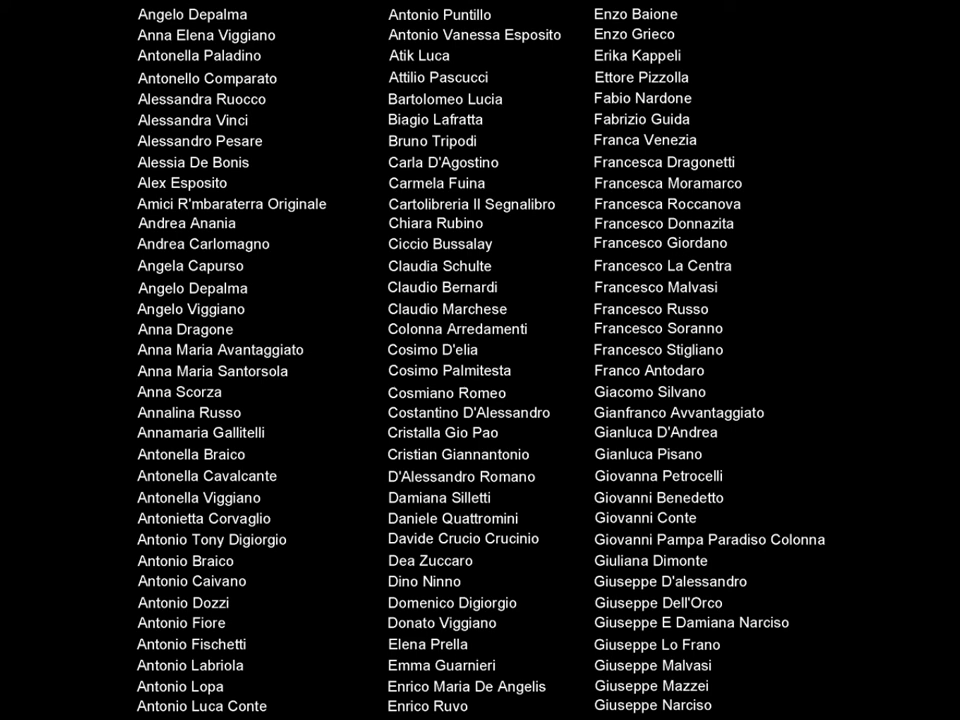 Angelo Depalma
Anna Elena Viggiano
Antonella Paladino
Antonello Comparato
Alessandra Ruocco
Alessandra Vinci
Alessandro Pesare
Alessia De Bonis
Alex Esposito
Amici R'mbaraterra Originale
Andrea Anania
Andrea Carlomagno
Angela Capurso
Angelo Depalma
Angelo Viggiano
Anna Dragone
Anna Maria Avantaggiato
Anna Maria Santorsola
Anna Scorza
Annalina Russo
Annamaria Gallitelli
Antonella Braico
Antonella Cavalcante
Antonella Viggiano
Antonietta Corvaglio
Antonio Tony Digiorgio
Antonio Braico
Antonio Caivano
Antonio Dozzi
Antonio Fiore
Antonio Fischetti
Antonio Labriola
Antonio Lopa
Antonio Luca Conte
Antonio Puntillo
Antonio Vanessa Esposito
Atik Luca
Attilio Pascucci
Bartolomeo Lucia
Biagio Lafratta
Bruno Tripodi
Carla D'Agostino
Carmela Fuina
Cartolibreria Il Segnalibro
Chiara Rubino
Ciccio Bussalay
Claudia Schulte
Claudio Bernardi
Claudio Marchese
Colonna Arredamenti
Cosimo D'elia
Cosimo Palmitesta
Cosmiano Romeo
Costantino D'Alessandro
Cristalla Gio Pao
Cristian Giannantonio
D'Alessandro Romano
Damiana Silletti
Daniele Quattromini
Davide Crucio Crucinio
Dea Zuccaro
Dino Ninno
Domenico Digiorgio
Donato Viggiano
Elena Prella
Emma Guarnieri
Enrico Maria De Angelis
Enrico Ruvo
Enzo Baione
Enzo Grieco
Erika Kappeli
Ettore Pizzolla
Fabio Nardone
Fabrizio Guida
Franca Venezia
Francesca Dragonetti
Francesca Moramarco
Francesca Roccanova
Francesco Donnazita
Francesco Giordano
Francesco La Centra
Francesco Malvasi
Francesco Russo
Francesco Soranno
Francesco Stigliano
Franco Antodaro
Giacomo Silvano
Gianfranco Avvantaggiato
Gianluca D'Andrea
Gianluca Pisano
Giovanna Petrocelli
Giovanni Benedetto
Giovanni Conte
Giovanni Pampa Paradiso Colonna
Giuliana Dimonte
Giuseppe D'alessandro
Giuseppe Dell'Orco
Giuseppe E Damiana Narciso
Giuseppe Lo Frano
Giuseppe Malvasi
Giuseppe Mazzei
Giuseppe Narciso